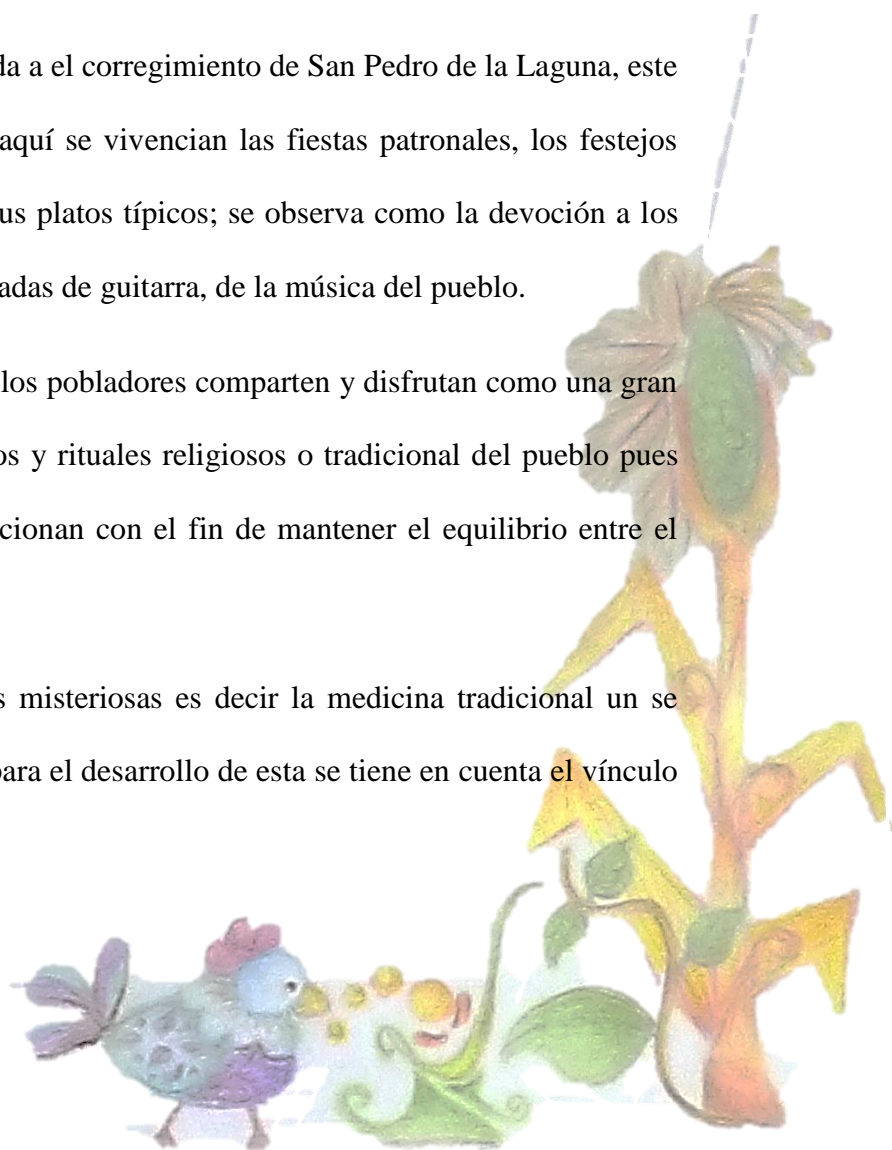 da a el corregimiento de San Pedro de la Laguna, este
aquí se vivencian las fiestas patronales, los festejos
us platos típicos; se observa como la devoción a los
adas de guitarra, de la música del pueblo.
los pobladores comparten y disfrutan como una gran
os y rituales religiosos o tradicional del pueblo pues
cionan con el fin de mantener el equilibrio entre el
s misteriosas es decir la medicina tradicional un se
para el desarrollo de esta se tiene en cuenta el vínculo